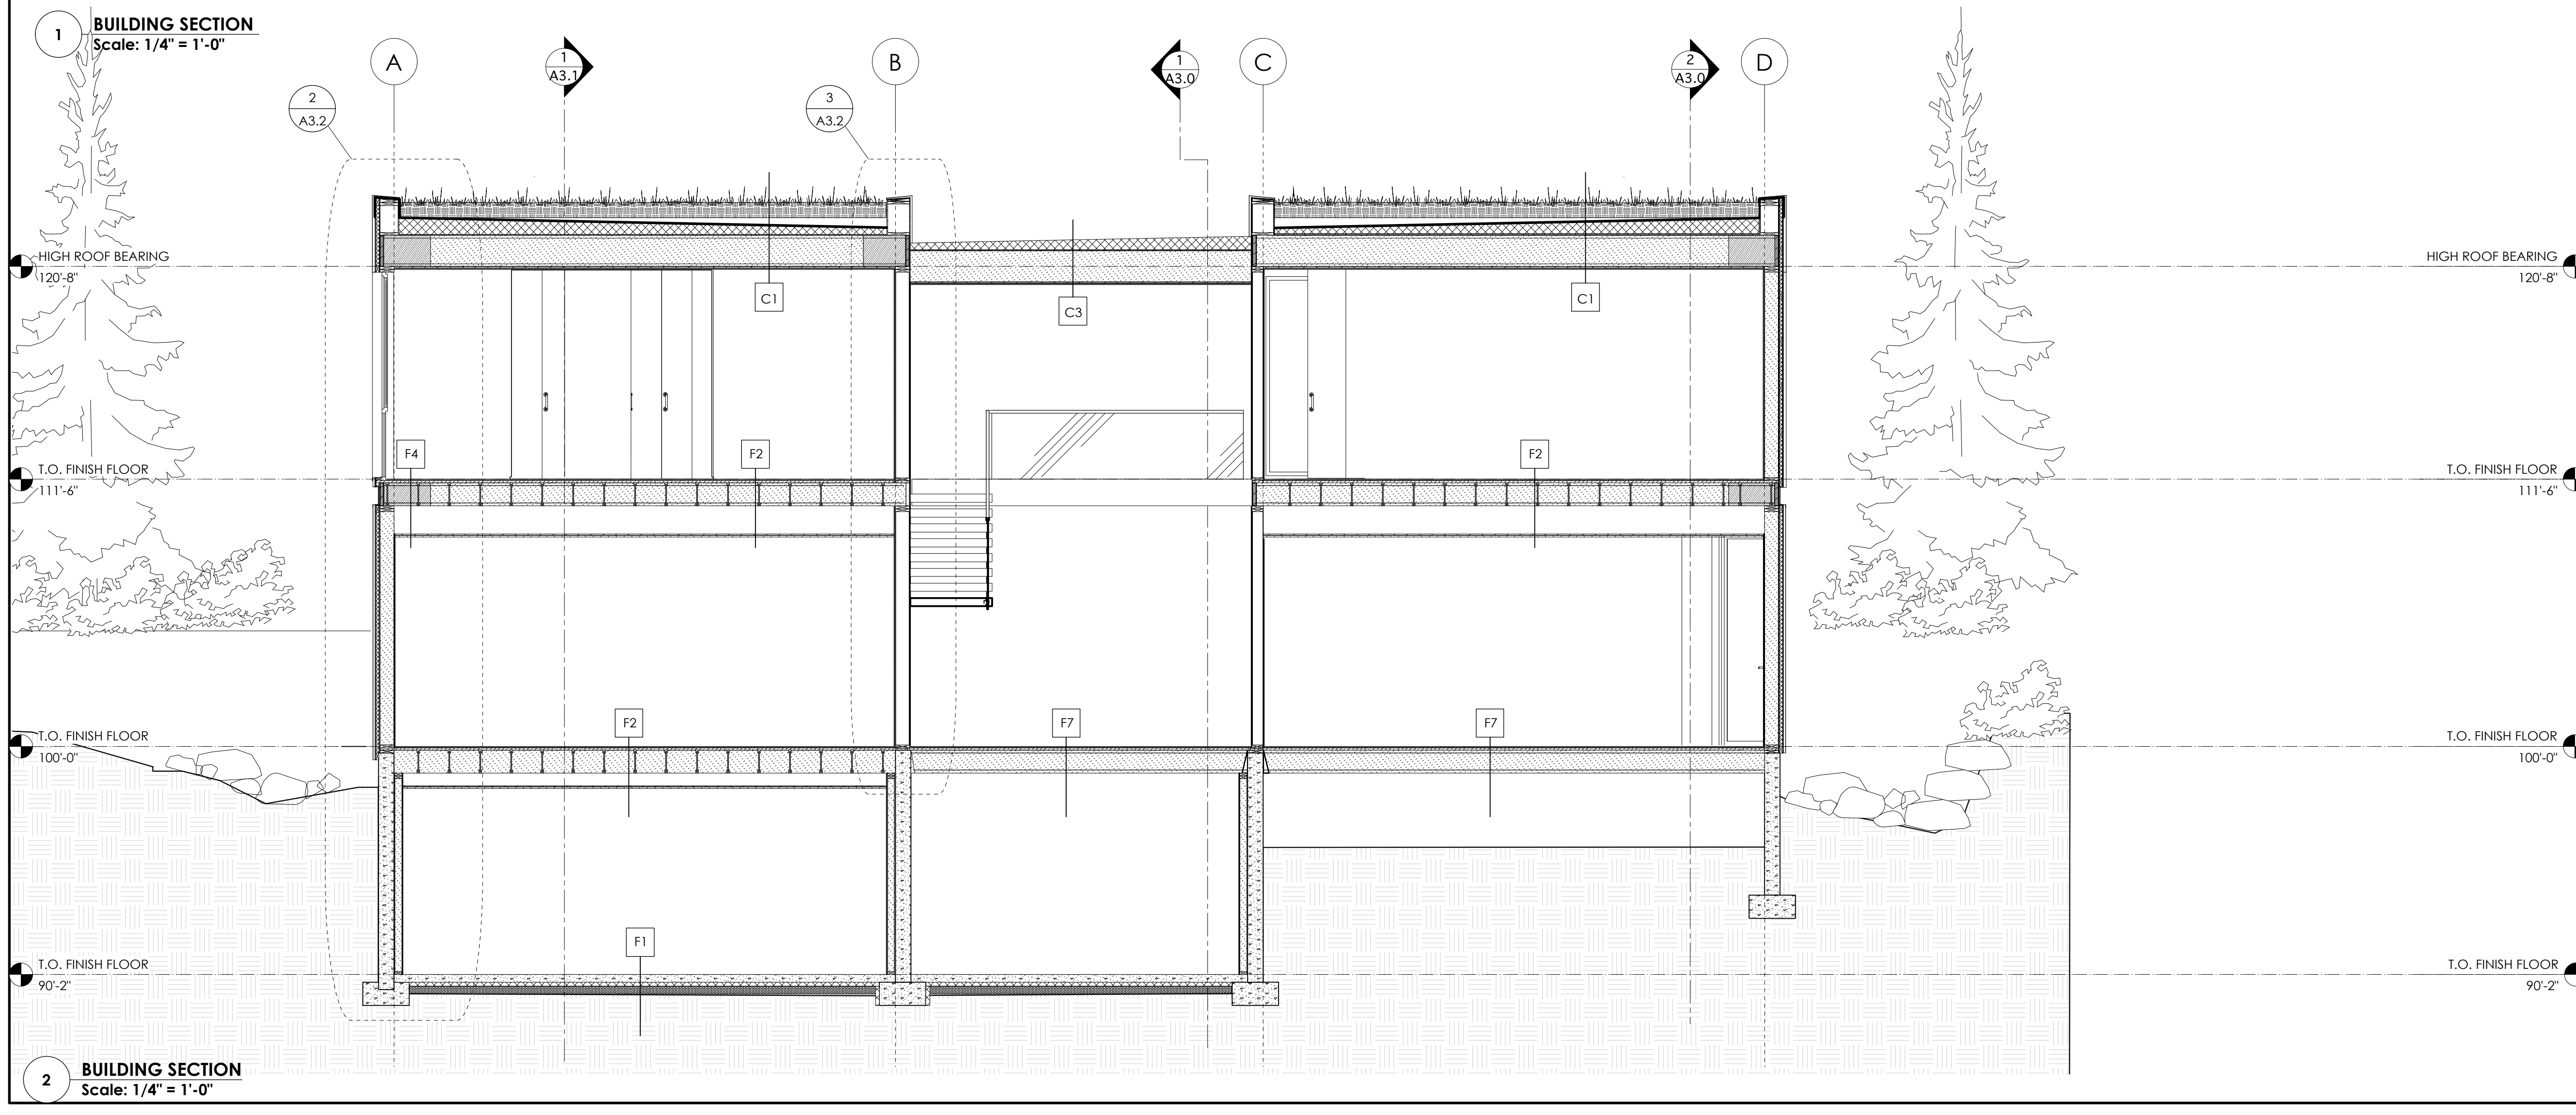 1
BUILDING SECTION
Scale: 1/4" = 1'-0"
A
1
A3.1
B
1
A3.0
C
2
A3.0
D
2
A3.2
3
A3.2
HIGH ROOF BEARING
120'-8"
HIGH ROOF BEARING
120'-8"
C1
C3
C1
F4
F2
F2
T.O. FINISH FLOOR
111'-6"
T.O. FINISH FLOOR
111'-6"
F2
F7
F7
T.O. FINISH FLOOR
100'-0"
T.O. FINISH FLOOR
100'-0"
F1
T.O. FINISH FLOOR
90'-2"
T.O. FINISH FLOOR
90'-2"
2
BUILDING SECTION
Scale: 1/4" = 1'-0"